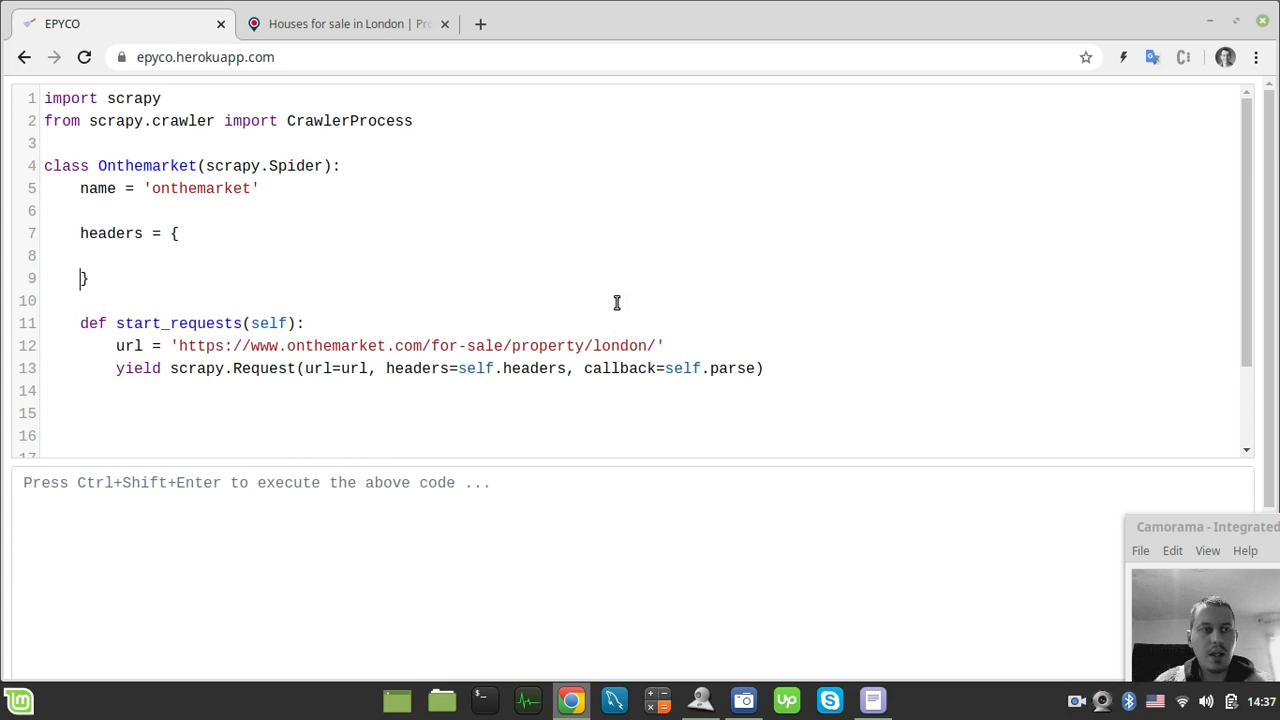 EPYCO
Houses for sale in London | Pro
epyco.herokuapp.com
1 import scrapy
2 from scrapy.crawler import CrawlerProcess
3
4 class Onthemarket(scrapy.Spider):
5 name = 'onthemarket'
6
7 headers = {
8
9 }
10
11 def start_requests(self):
12 url = 'https://www.onthemarket.com/for-sale/property/london/'
13 yield scrapy.Request(url=url, headers=self.headers, callback=self.parse)
14
15
16
17
Press Ctrl+Shift+Enter to execute the above code ...
Camorama - Integrated
File Edit View Help
Up
14:37